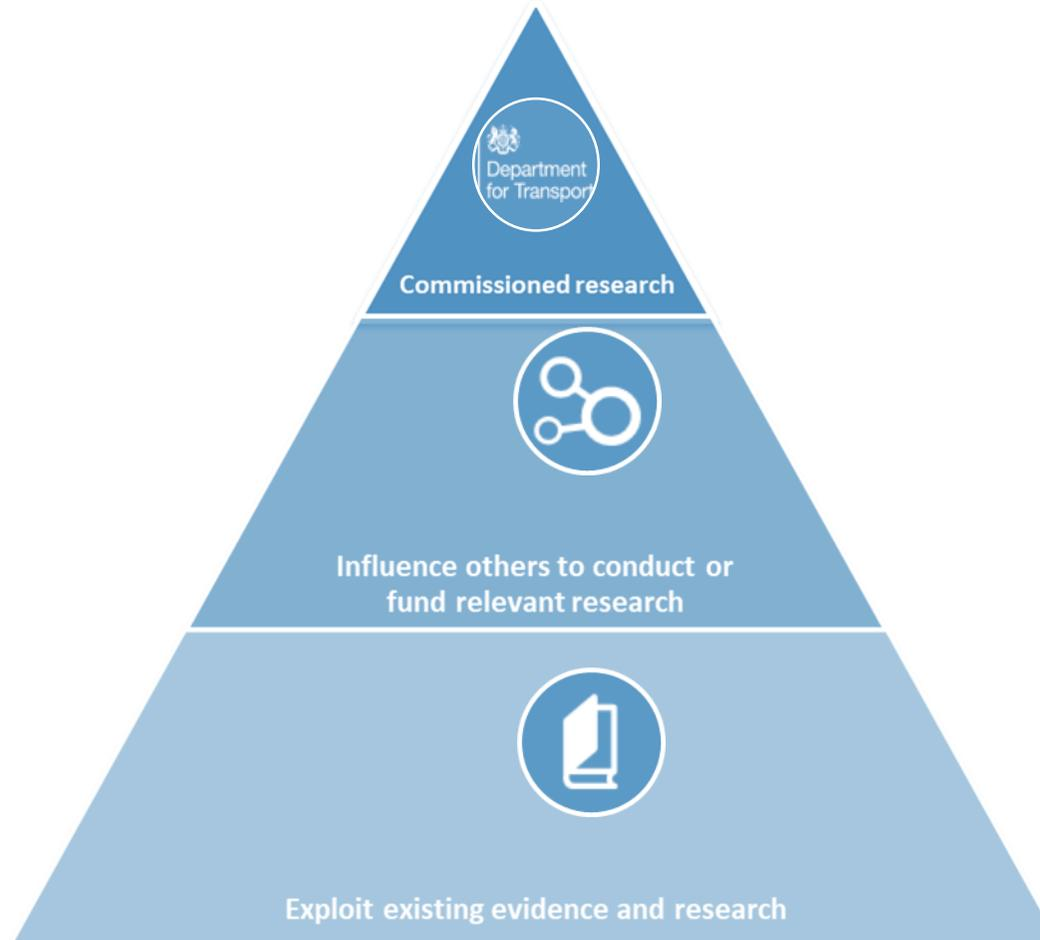 Department
for Transport
Commissioned research
Influence others to conduct or
fund relevant research
Exploit existing evidence and research